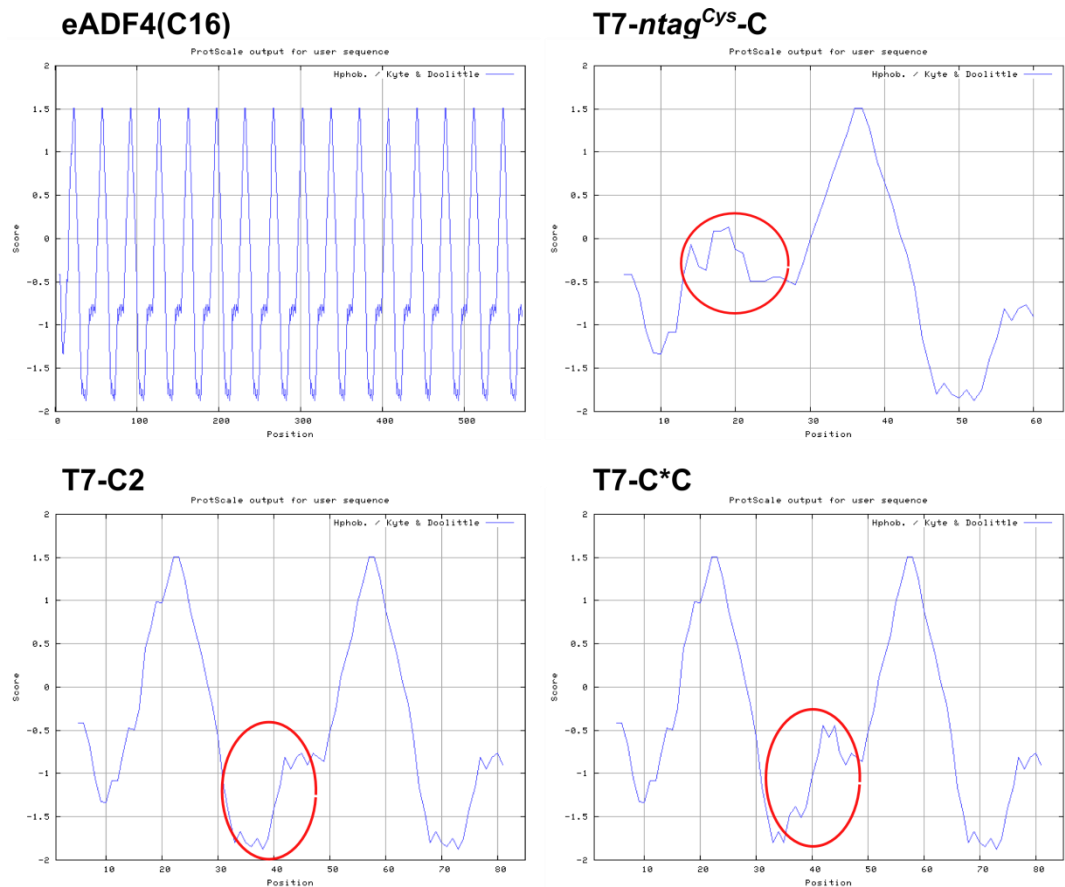 eADF4(C16)
ProtScale output for user sequence
Hphob. / Kyte & Doolittle
2
1.5
1
0.5
0
-0.5
-1
-1.5
-2
Score
0 100 200 300 400 500
Position
T7-ntagCys-C
ProtScale output for user sequence
Hphob. / Kyte & Doolittle
2
1.5
1
0.5
0
-0.5
-1
-1.5
-2
Score
10 20 30 40 50 60
Position
T7-C2
ProtScale output for user sequence
Hphob. / Kyte & Doolittle
2
1.5
1
0.5
0
-0.5
-1
-1.5
-2
Score
10 20 30 40 50 60 70 80
Position
T7-C*C
ProtScale output for user sequence
Hphob. / Kyte & Doolittle
2
1.5
1
0.5
0
-0.5
-1
-1.5
-2
Score
10 20 30 40 50 60 70 80
Position